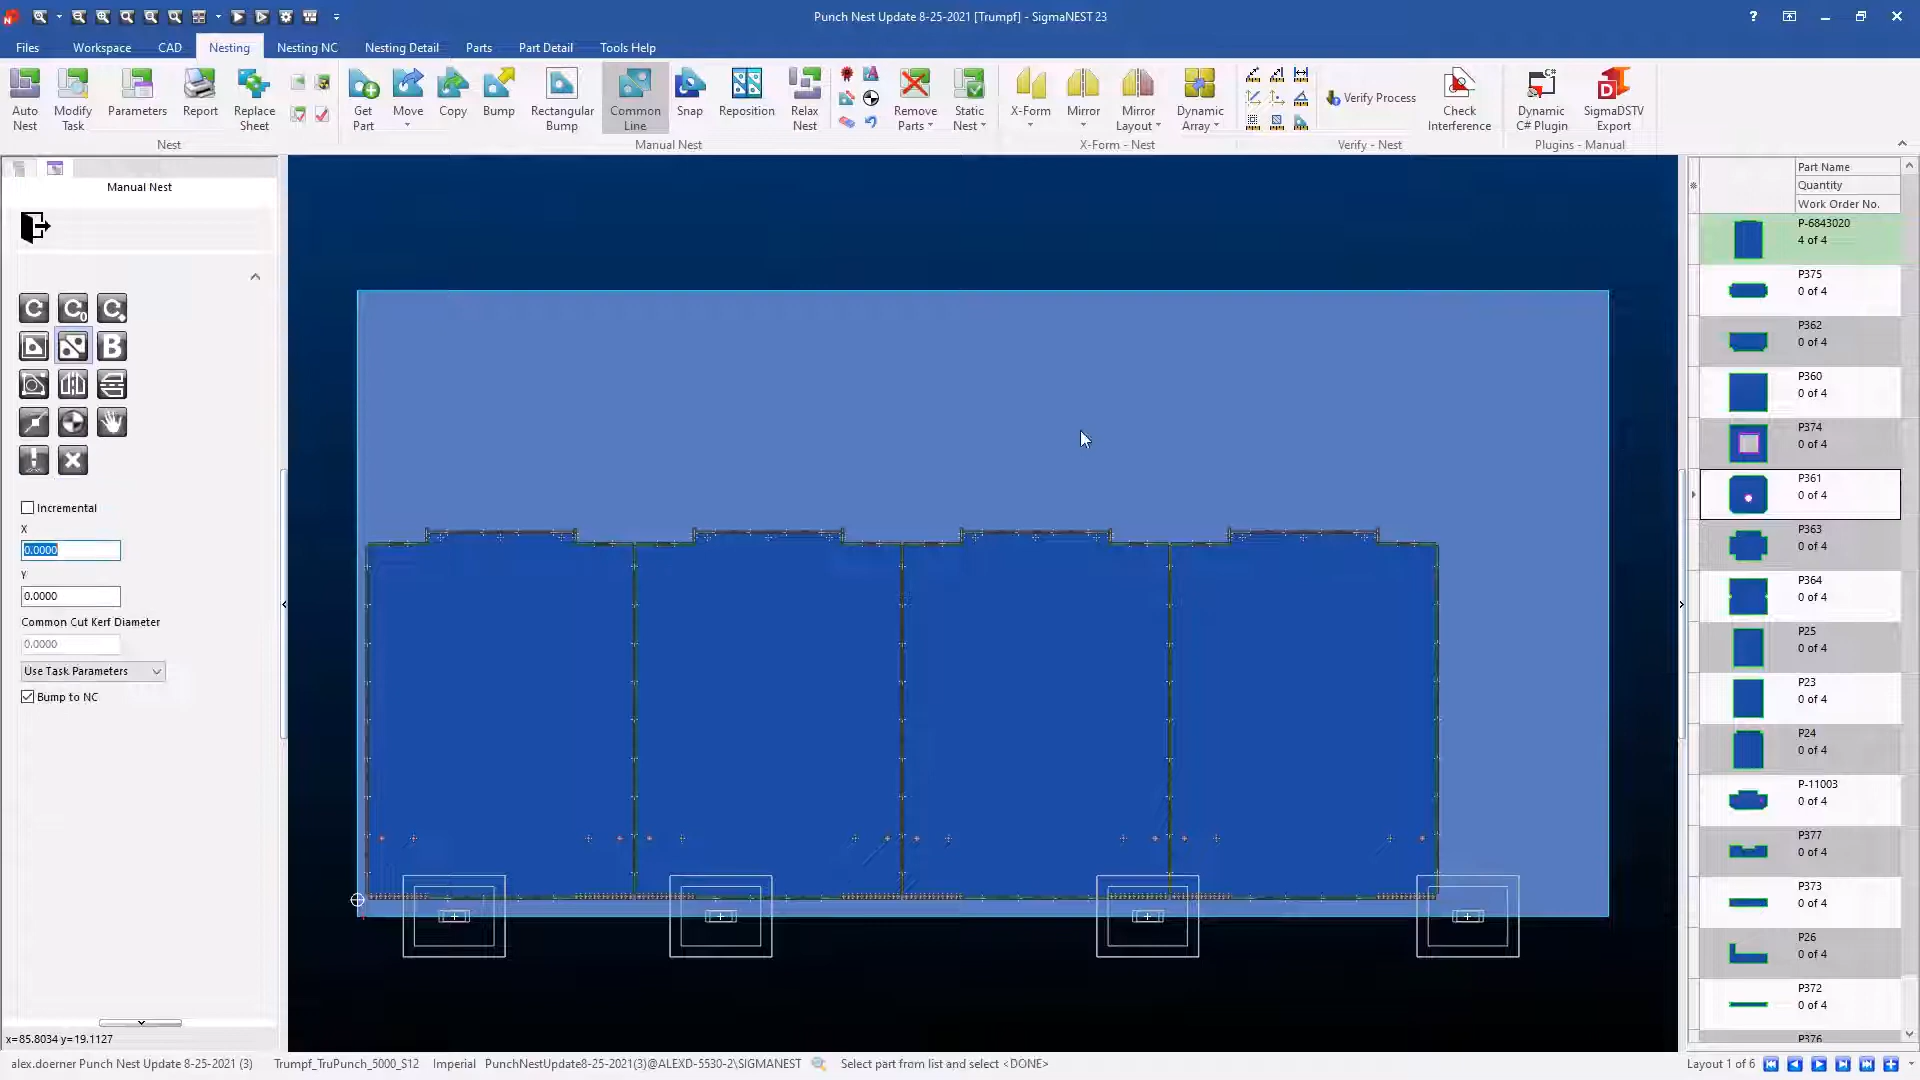 Punch Nest Update 8-25-2021 [Trumpf] - SigmaNEST 23
Files
Workspace
CAD
Nesting
Nesting NC
Nesting Detail
Parts
Part Detail
Tools Help
Auto Nest
Modify Task
Parameters
Report
Replace Sheet
Get Part
Move
Copy
Bump
Rectangular Bump
Common Line
Snap
Reposition
Relax Nest
Remove Parts
Static Nest
X-Form
Mirror
Mirror Layout
Dynamic Array
Verify Process
Check Interference
Dynamic C# Plugin
SigmaDSTV Export
Nest
Manual Nest
X-Form - Nest
Verify - Nest
Plugins - Manual
Manual Nest
B
Incremental
X
0.0000
Y
0.0000
Common Cut Kerf Diameter
0.0000
Use Task Parameters
Bump to NC
x=85.8034 y=19.1127
Part Name
Quantity
Work Order No.
P-6843020
4 of 4
P375
0 of 4
P362
0 of 4
P360
0 of 4
P374
0 of 4
P361
0 of 4
P363
0 of 4
P364
0 of 4
P25
0 of 4
P23
0 of 4
P24
0 of 4
P-11003
0 of 4
P377
0 of 4
P373
0 of 4
P26
0 of 4
P372
0 of 4
P376
alex.doerner Punch Nest Update 8-25-2021 (3)
Trumpf_TruPunch_5000_S12
Imperial
PunchNestUpdate8-25-2021(3)@ALEXD-5530-2\SIGMANEST
Select part from list and select <DONE>
Layout 1 of 6